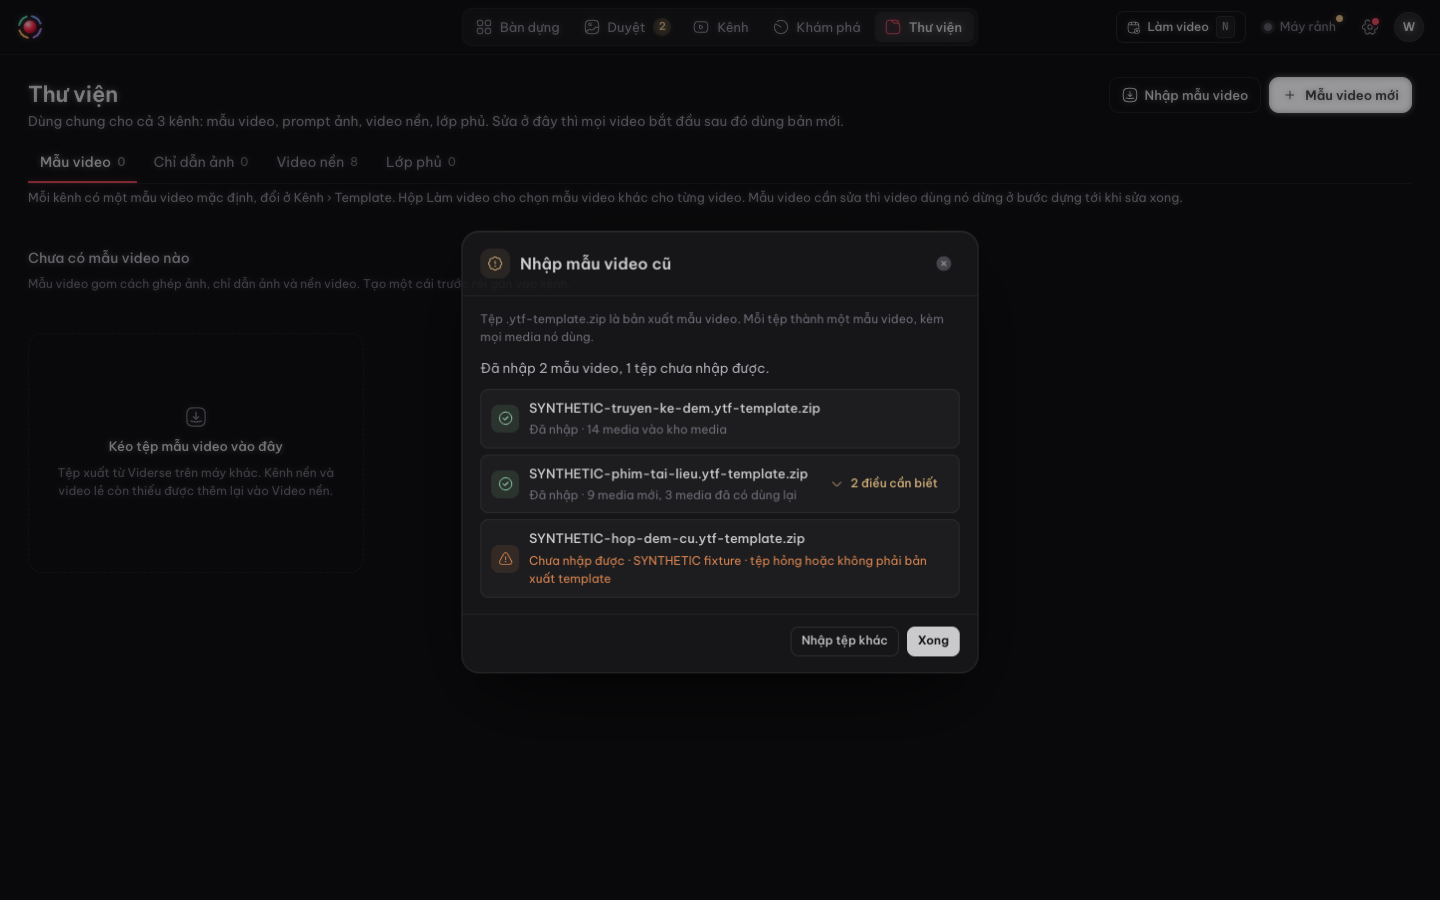 Bàn dựng
Duyệt 2
Kênh
Khám phá
Thư viện
Làm video N
Máy rảnh
W
Thư viện
Dùng chung cho cả 3 kênh: mẫu video, prompt ảnh, video nền, lớp phủ. Sửa ở đây thì mọi video bắt đầu sau đó dùng bản mới.
Nhập mẫu video
+ Mẫu video mới
Mẫu video 0
Chỉ dẫn ảnh 0
Video nền 8
Lớp phủ 0
Mỗi kênh có một mẫu video mặc định, đổi ở Kênh › Template. Hộp Làm video cho chọn mẫu video khác cho từng video. Mẫu video cần sửa thì video dùng nó dừng ở bước dựng tới khi sửa xong.
Chưa có mẫu video nào
Mẫu video gom cách ghép ảnh, chỉ dẫn ảnh và nền video. Tạo một cái trước rồi gán vào kênh.
Kéo tệp mẫu video vào đây
Tệp xuất từ Viderse trên máy khác. Kênh nền và
video lẻ còn thiếu được thêm lại vào Video nền.
Nhập mẫu video cũ
Tệp .ytf-template.zip là bản xuất mẫu video. Mỗi tệp thành một mẫu video, kèm
mọi media nó dùng.
Đã nhập 2 mẫu video, 1 tệp chưa nhập được.
SYNTHETIC-truyen-ke-dem.ytf-template.zip
Đã nhập · 14 media vào kho media
SYNTHETIC-phim-tai-lieu.ytf-template.zip
Đã nhập · 9 media mới, 3 media đã có dùng lại
2 điều cần biết
SYNTHETIC-hop-dem-cu.ytf-template.zip
Chưa nhập được · SYNTHETIC fixture · tệp hỏng hoặc không phải bản
xuất template
Nhập tệp khác
Xong